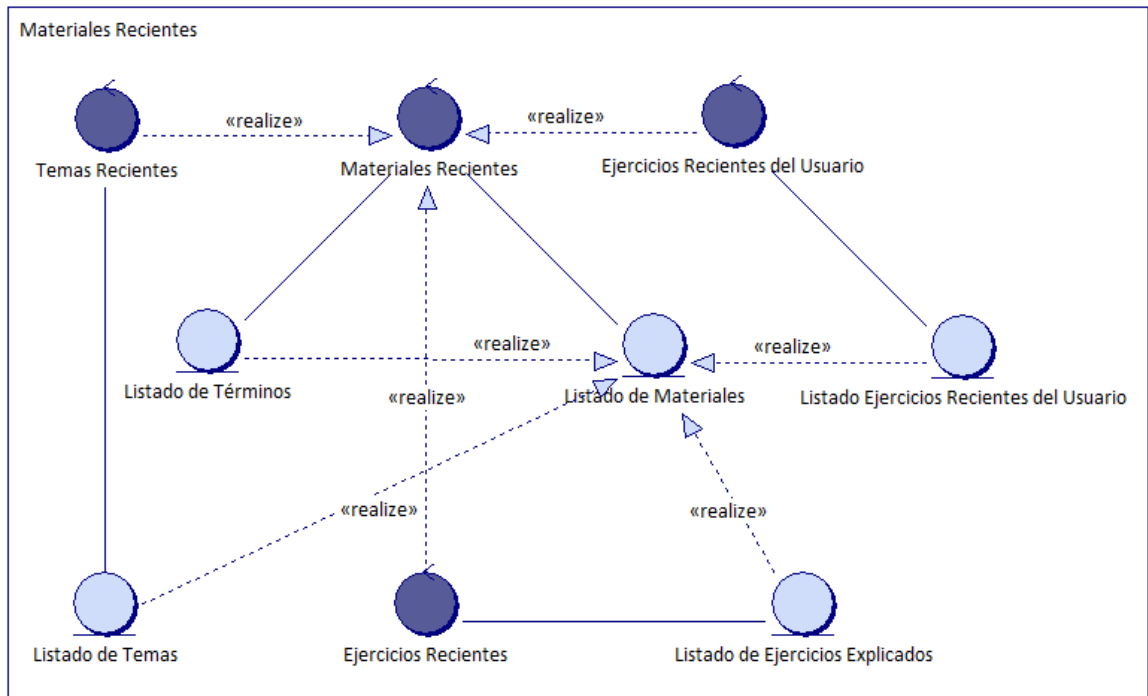 Materiales Recientes
«realize»
«realize»
Temas Recientes
Materiales Recientes
Ejercicios Recientes del Usuario
«realize»
«realize»
Listado de Términos
«realize»
Listado de Materiales
Listado Ejercicios Recientes del Usuario
«realize»
«realize»
Listado de Temas
Ejercicios Recientes
Listado de Ejercicios Explicados